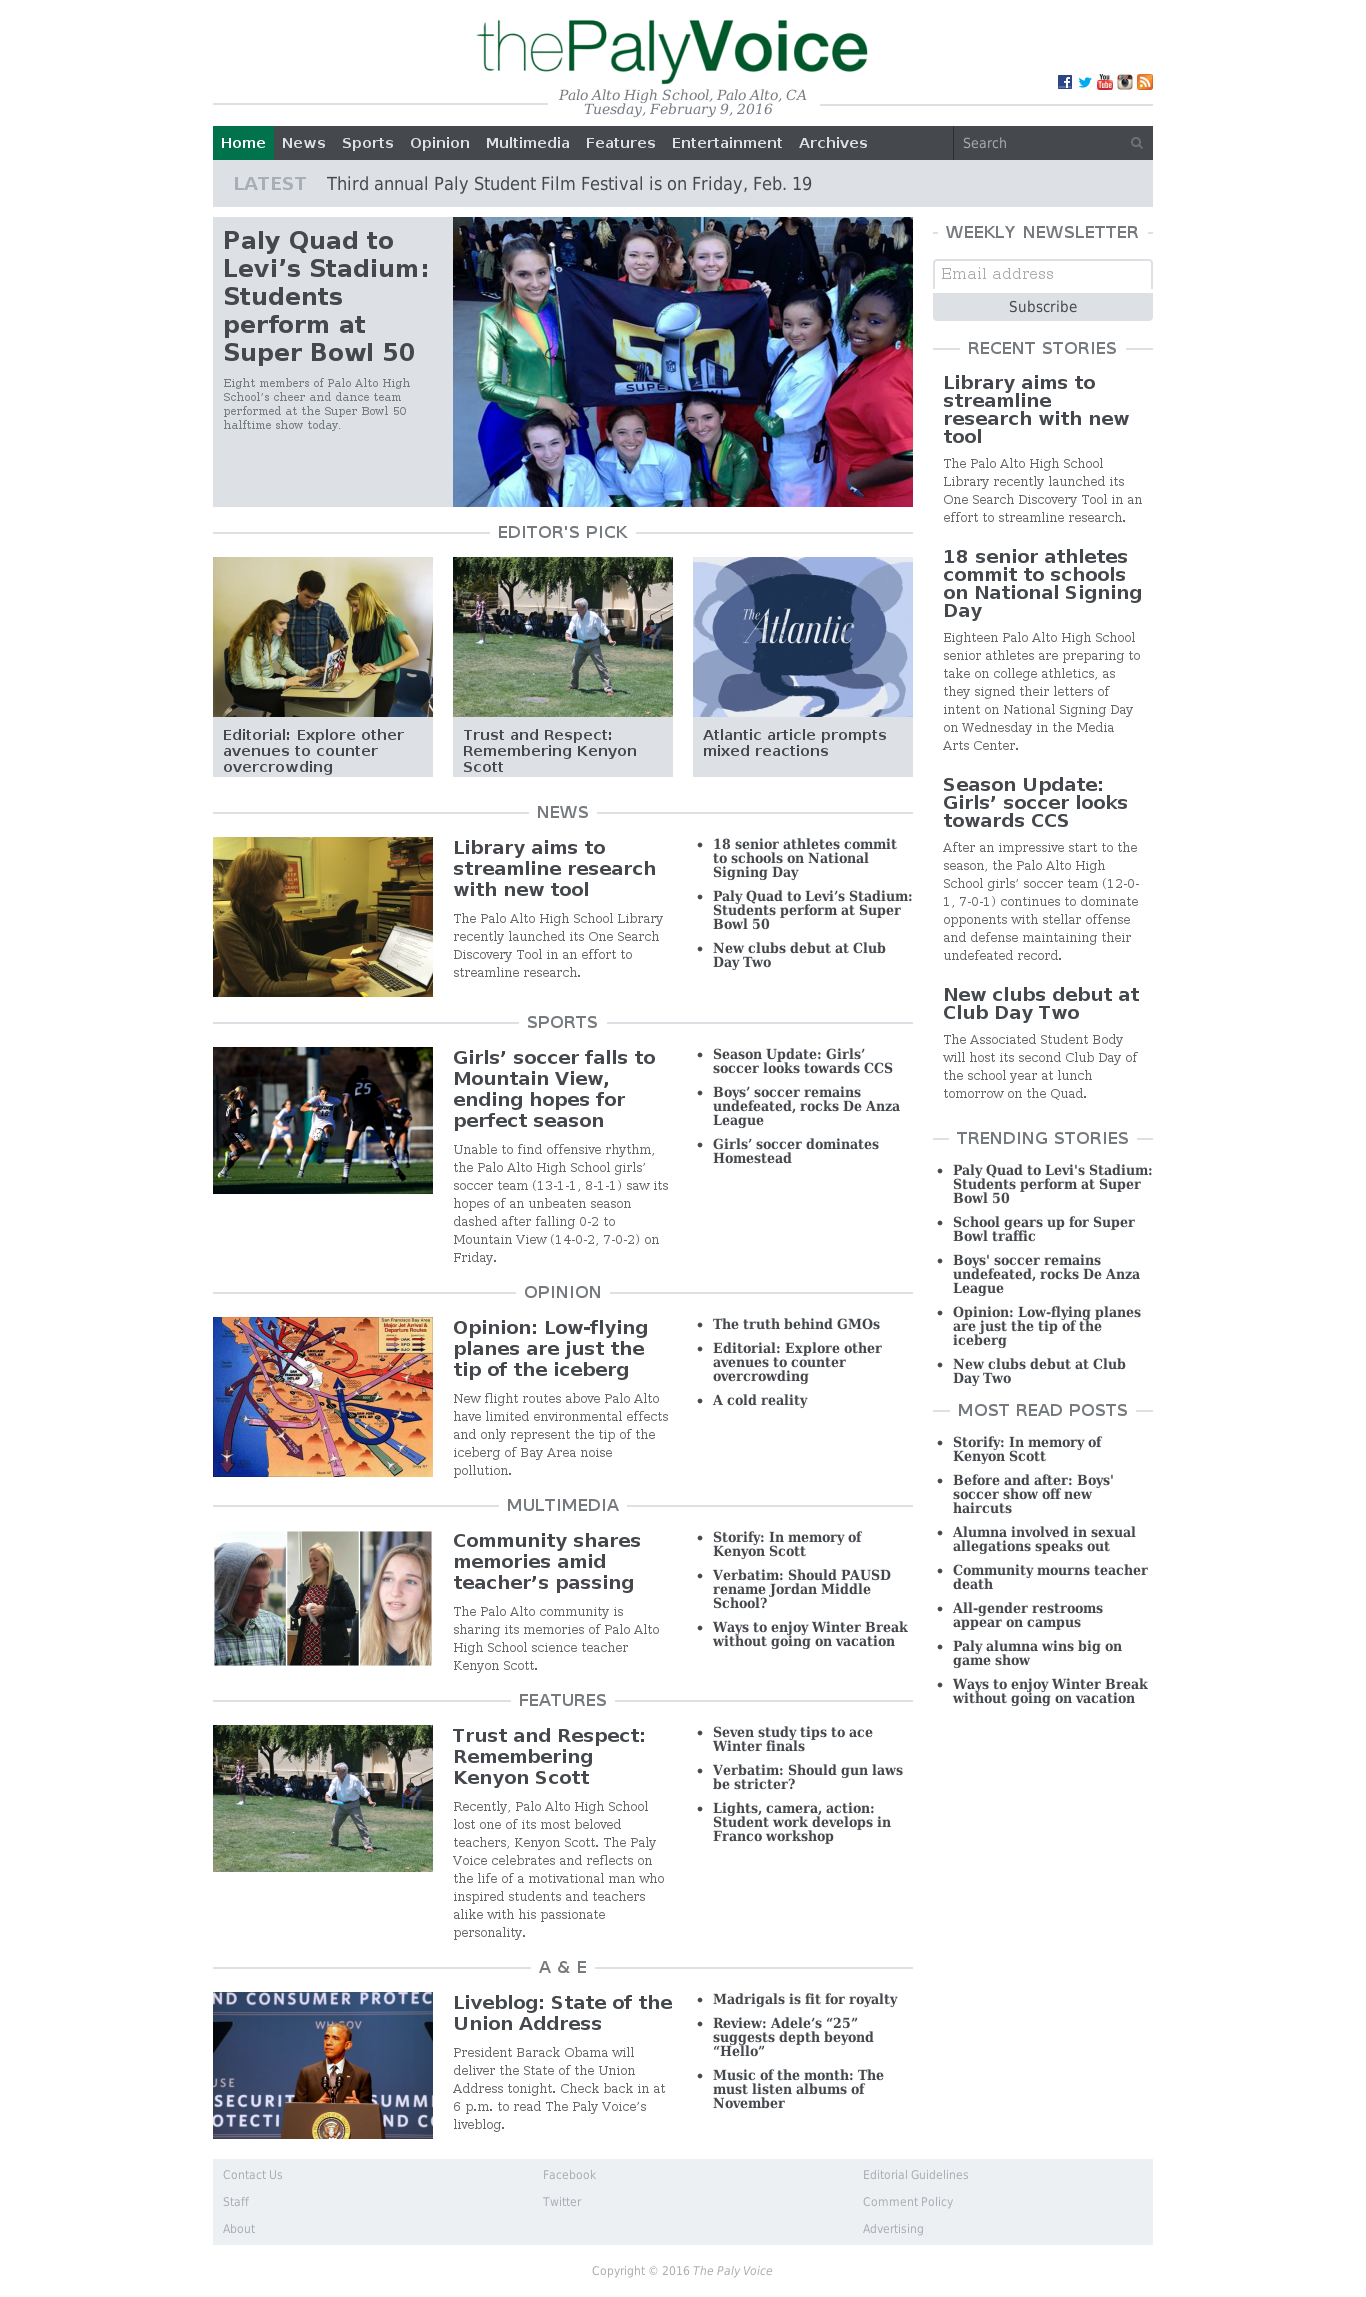 thePalyVoice
Palo Alto High School, Palo Alto, CA
Tuesday, February 9, 2016
Home News Sports Opinion Multimedia Features Entertainment Archives Search
LATEST Third annual Paly Student Film Festival is on Friday, Feb. 19
Paly Quad to
Levi’s Stadium:
Students
perform at
Super Bowl 50
Eight members of Palo Alto High
School’s cheer and dance team
performed at the Super Bowl 50
halftime show today.
50
SUPER
EDITOR'S PICK
The Atlantic
Editorial: Explore other
avenues to counter
overcrowding
Trust and Respect:
Remembering Kenyon
Scott
Atlantic article prompts
mixed reactions
NEWS
Library aims to
streamline research
with new tool
The Palo Alto High School Library
recently launched its One Search
Discovery Tool in an effort to
streamline research.
• 18 senior athletes commit
to schools on National
Signing Day
• Paly Quad to Levi’s Stadium:
Students perform at Super
Bowl 50
• New clubs debut at Club
Day Two
SPORTS
25
Girls’ soccer falls to
Mountain View,
ending hopes for
perfect season
Unable to find offensive rhythm,
the Palo Alto High School girls’
soccer team (13-1-1, 8-1-1) saw its
hopes of an unbeaten season
dashed after falling 0-2 to
Mountain View (14-0-2, 7-0-2) on
Friday.
• Season Update: Girls’
soccer looks towards CCS
• Boys’ soccer remains
undefeated, rocks De Anza
League
• Girls’ soccer dominates
Homestead
OPINION
San Francisco Bay Area
Major Jet Arrival &
Departure Routes
Opinion: Low-flying
planes are just the
tip of the iceberg
New flight routes above Palo Alto
have limited environmental effects
and only represent the tip of the
iceberg of Bay Area noise
pollution.
• The truth behind GMOs
• Editorial: Explore other
avenues to counter
overcrowding
• A cold reality
MULTIMEDIA
Community shares
memories amid
teacher’s passing
The Palo Alto community is
sharing its memories of Palo Alto
High School science teacher
Kenyon Scott.
• Storify: In memory of
Kenyon Scott
• Verbatim: Should PAUSD
rename Jordan Middle
School?
• Ways to enjoy Winter Break
without going on vacation
FEATURES
Trust and Respect:
Remembering
Kenyon Scott
Recently, Palo Alto High School
lost one of its most beloved
teachers, Kenyon Scott. The Paly
Voice celebrates and reflects on
the life of a motivational man who
inspired students and teachers
alike with his passionate
personality.
• Seven study tips to ace
Winter finals
• Verbatim: Should gun laws
be stricter?
• Lights, camera, action:
Student work develops in
Franco workshop
A & E
ND CONSUMER PROTEC
WH.GOV
USE
SECURIT SUMM
OTECTI ND CO
Liveblog: State of the
Union Address
President Barack Obama will
deliver the State of the Union
Address tonight. Check back in at
6 p.m. to read The Paly Voice’s
liveblog.
• Madrigals is fit for royalty
• Review: Adele’s “25”
suggests depth beyond
“Hello”
• Music of the month: The
must listen albums of
November
WEEKLY NEWSLETTER
Email address
Subscribe
RECENT STORIES
Library aims to
streamline
research with new
tool
The Palo Alto High School
Library recently launched its
One Search Discovery Tool in an
effort to streamline research.
18 senior athletes
commit to schools
on National Signing
Day
Eighteen Palo Alto High School
senior athletes are preparing to
take on college athletics, as
they signed their letters of
intent on National Signing Day
on Wednesday in the Media
Arts Center.
Season Update:
Girls’ soccer looks
towards CCS
After an impressive start to the
season, the Palo Alto High
School girls’ soccer team (12-0-
1, 7-0-1) continues to dominate
opponents with stellar offense
and defense maintaining their
undefeated record.
New clubs debut at
Club Day Two
The Associated Student Body
will host its second Club Day of
the school year at lunch
tomorrow on the Quad.
TRENDING STORIES
• Paly Quad to Levi's Stadium:
Students perform at Super
Bowl 50
• School gears up for Super
Bowl traffic
• Boys' soccer remains
undefeated, rocks De Anza
League
• Opinion: Low-flying planes
are just the tip of the
iceberg
• New clubs debut at Club
Day Two
MOST READ POSTS
• Storify: In memory of
Kenyon Scott
• Before and after: Boys'
soccer show off new
haircuts
• Alumna involved in sexual
allegations speaks out
• Community mourns teacher
death
• All-gender restrooms
appear on campus
• Paly alumna wins big on
game show
• Ways to enjoy Winter Break
without going on vacation
Contact Us Facebook Editorial Guidelines
Staff Twitter Comment Policy
About Advertising
Copyright © 2016 The Paly Voice